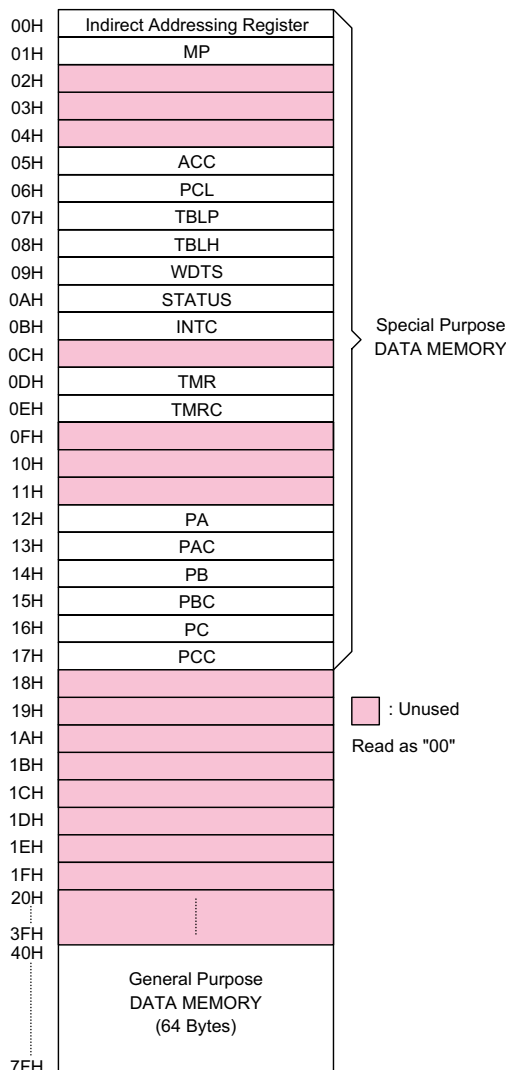 00H Indirect Addressing Register
01H MP
02H
03H
04H
05H ACC
06H PCL
07H TBLP
08H TBLH
09H WDTS
0AH STATUS
0BH INTC
Special Purpose
DATA MEMORY
0CH
0DH TMR
0EH TMRC
0FH
10H
11H
12H PA
13H PAC
14H PB
15H PBC
16H PC
17H PCC
18H
19H
: Unused
Read as "00"
1AH
1BH
1CH
1DH
1EH
1FH
20H
3FH
40H
General Purpose
DATA MEMORY
(64 Bytes)
7FH